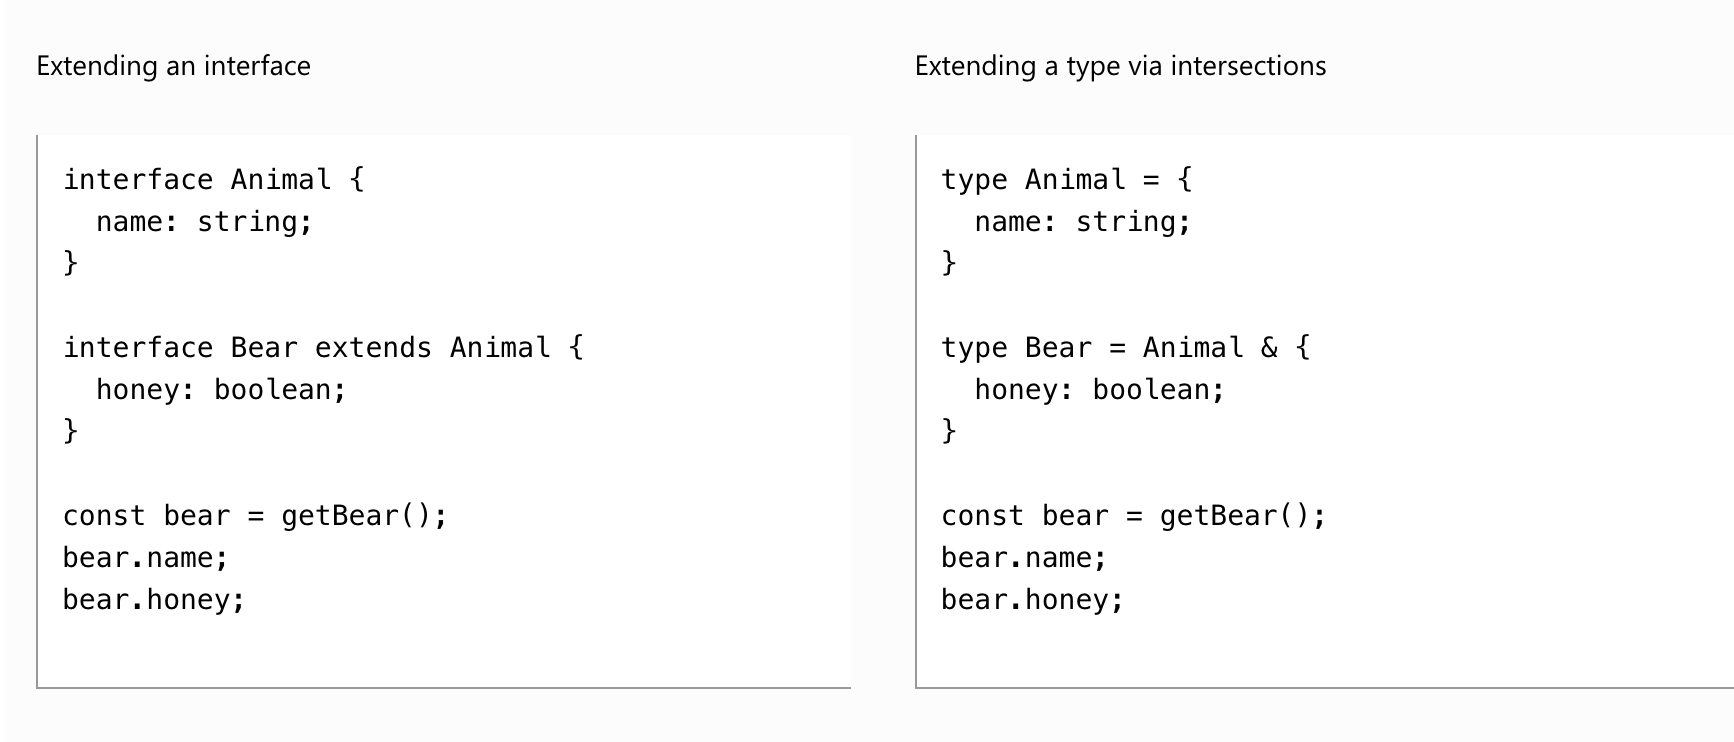 Extending an interface
interface Animal {
  name: string;
}
interface Bear extends Animal {
  honey: boolean;
}
const bear = getBear();
bear.name;
bear.honey;
Extending a type via intersections
type Animal = {
  name: string;
}
type Bear = Animal & {
  honey: boolean;
}
const bear = getBear();
bear.name;
bear.honey;